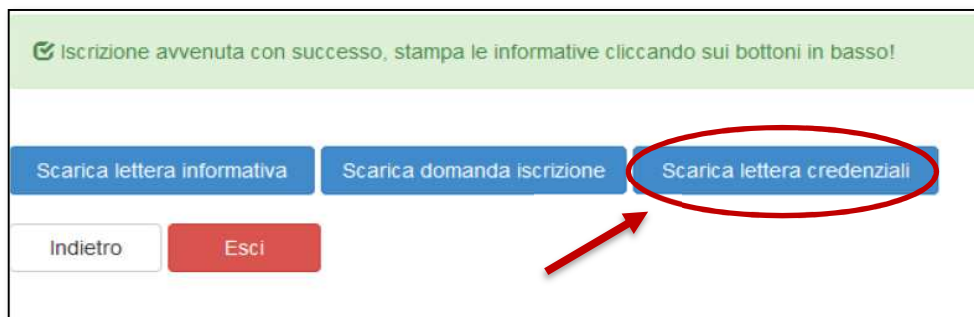 Iscrizione avvenuta con successo, stampa le informative cliccando sui bottoni in basso!
Scarica lettera informativa Scarica domanda iscrizione Scarica lettera credenziali
Indietro Esci